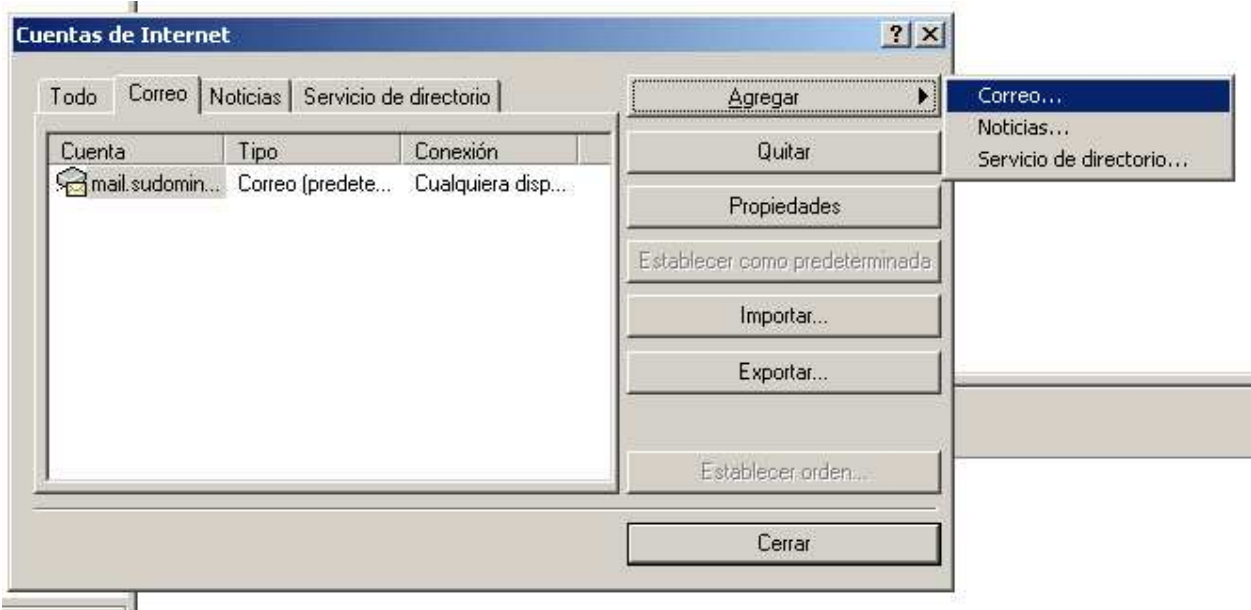 Cuentas de Internet
Todo Correo Noticias Servicio de directorio
Cuenta Tipo Conexión
mail.sudomin... Correo (predete... Cualquiera disp...
Agregar
Quitar
Propiedades
Establecer como predeterminada
Importar...
Exportar...
Establecer orden...
Cerrar
Correo...
Noticias...
Servicio de directorio...